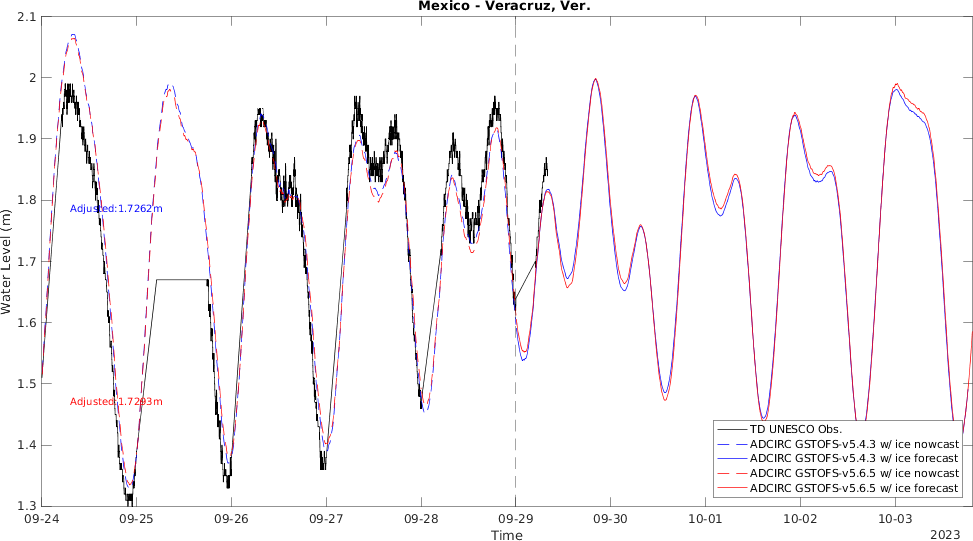 Mexico - Veracruz, Ver.
2.1
2
1.9
1.8
1.7
1.6
1.5
1.4
1.3
Water Level (m)
Adjusted:1.7262m
Adjusted:1.7293m
TD UNESCO Obs.
ADCIRC GSTOFS-v5.4.3 w/ ice nowcast
ADCIRC GSTOFS-v5.4.3 w/ ice forecast
ADCIRC GSTOFS-v5.6.5 w/ ice nowcast
ADCIRC GSTOFS-v5.6.5 w/ ice forecast
09-24 09-25 09-26 09-27 09-28 09-29 09-30 10-01 10-02 10-03
Time
2023